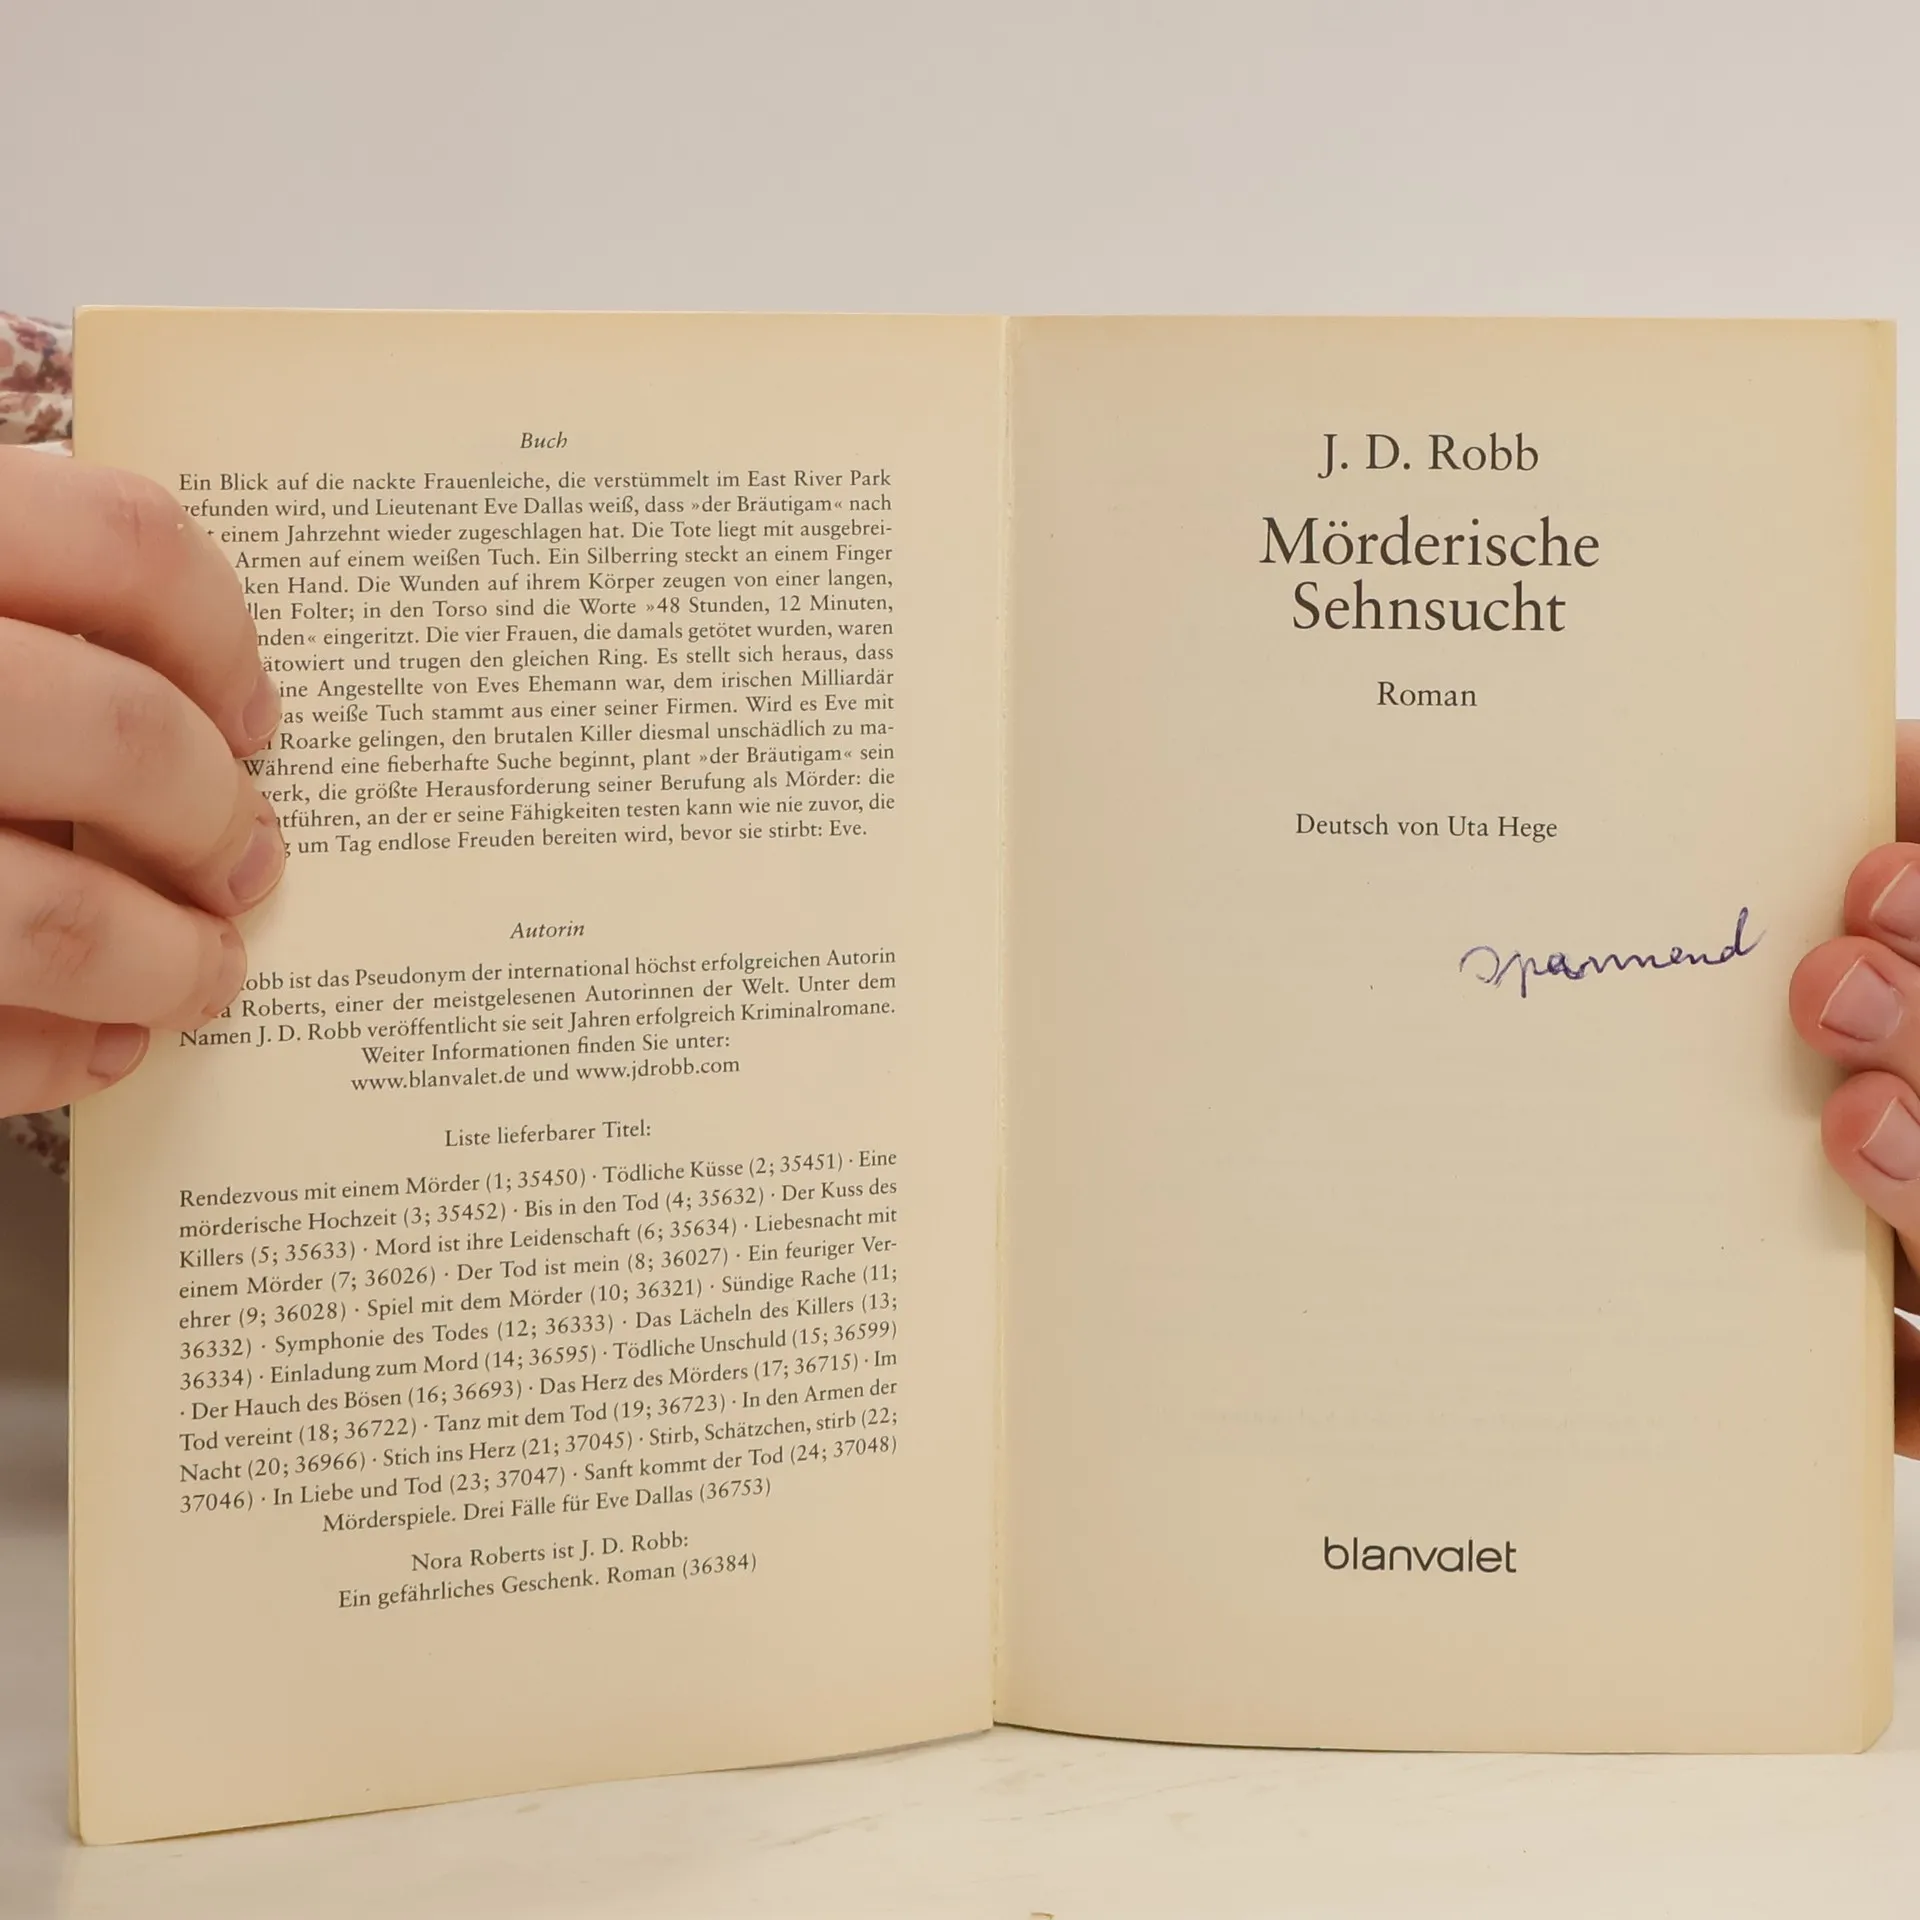 Buch
Ein Blick auf die nackte Frauenleiche, die verstümmelt im East River Park
gefunden wird, und Lieutenant Eve Dallas weiß, dass »der Bräutigam« nach
einem Jahrzehnt wieder zugeschlagen hat. Die Tote liegt mit ausgebrei-
Armen auf einem weißen Tuch. Ein Silberring steckt an einem Finger
Hand. Die Wunden auf ihrem Körper zeugen von einer langen,
Folter; in den Torso sind die Worte »48 Stunden, 12 Minuten,
eingeritzt. Die vier Frauen, die damals getötet wurden, waren
und trugen den gleichen Ring. Es stellt sich heraus, dass
Angestellte von Eves Ehemann war, dem irischen Milliardär
weiße Tuch stammt aus einer seiner Firmen. Wird es Eve mit
Roarke gelingen, den brutalen Killer diesmal unschädlich zu ma-
Während eine fieberhafte Suche beginnt, plant »der Bräutigam« sein
die größte Herausforderung seiner Berufung als Mörder: die
an der er seine Fähigkeiten testen kann wie nie zuvor, die
um Tag endlose Freuden bereiten wird, bevor sie stirbt: Eve.
Autorin
Robb ist das Pseudonym der international höchst erfolgreichen Autorin
Roberts, einer der meistgelesenen Autorinnen der Welt. Unter dem
Namen J. D. Robb veröffentlicht sie seit Jahren erfolgreich Kriminalromane.
Weiter Informationen finden Sie unter:
www.blanvalet.de und www.jdrobb.com
Liste lieferbarer Titel:
Rendezvous mit einem Mörder (1; 35450) · Tödliche Küsse (2; 35451) · Eine
mörderische Hochzeit (3; 35452) · Bis in den Tod (4; 35632) · Der Kuss des
Killers (5; 35633) · Mord ist ihre Leidenschaft (6; 35634) · Liebesnacht mit
einem Mörder (7; 36026) · Der Tod ist mein (8; 36027) · Ein feuriger Ver-
ehrer (9; 36028) · Spiel mit dem Mörder (10; 36321) · Sündige Rache (11;
36332) · Symphonie des Todes (12; 36333) · Das Lächeln des Killers (13;
36334) · Einladung zum Mord (14; 36595) · Tödliche Unschuld (15; 36599)
· Der Hauch des Bösen (16; 36693) · Das Herz des Mörders (17; 36715) · Im
Tod vereint (18; 36722) · Tanz mit dem Tod (19; 36723) · In den Armen der
Nacht (20; 36966) · Stich ins Herz (21; 37045) · Stirb, Schätzchen, stirb (22;
37046) · In Liebe und Tod (23; 37047) · Sanft kommt der Tod (24; 37048)
Mörderspiele. Drei Fälle für Eve Dallas (36753)
Nora Roberts ist J. D. Robb:
Ein gefährliches Geschenk. Roman (36384)
J. D. Robb
Mörderische
Sehnsucht
Roman
Deutsch von Uta Hege
spannend
blanvalet